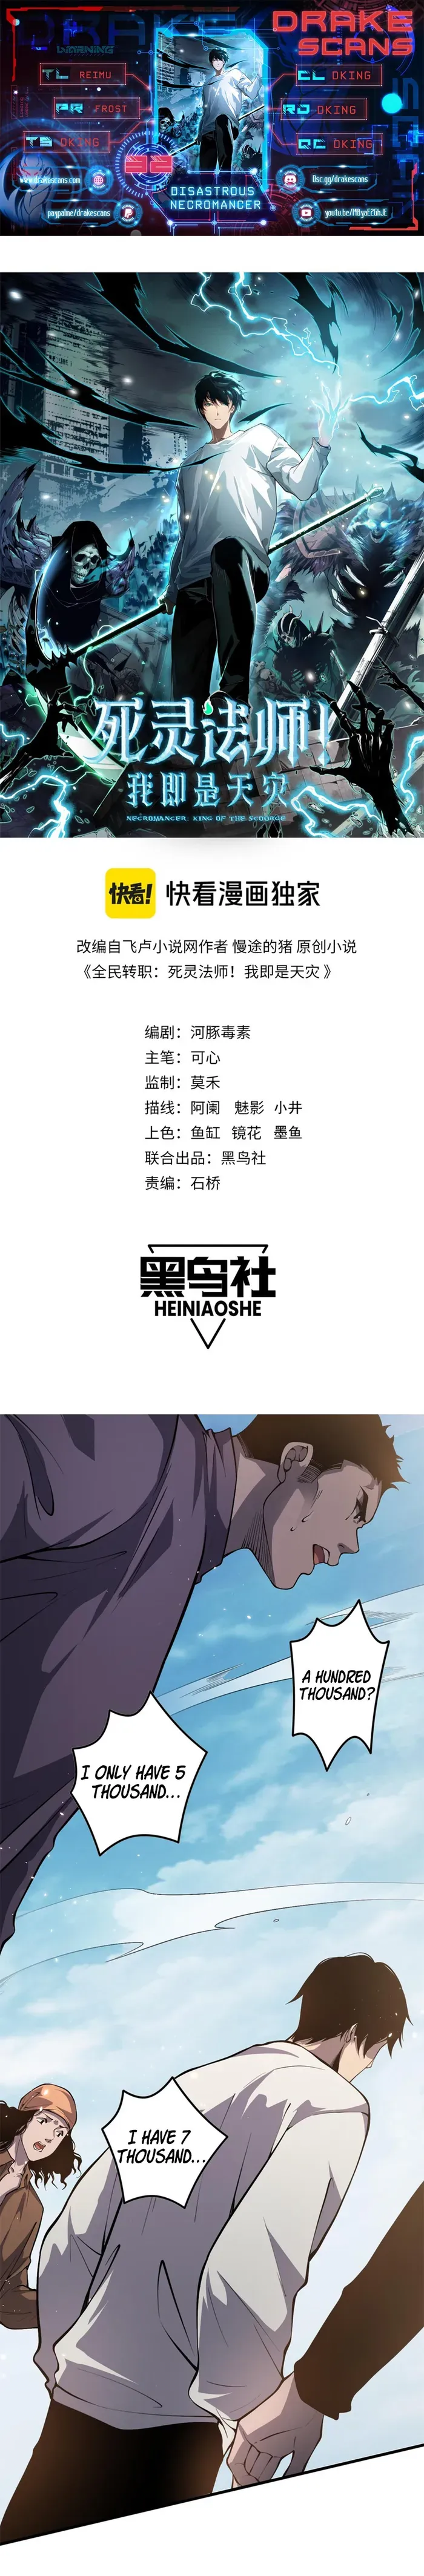 DRAKE
SCANS
TL REIMU
PR FROST
TS DKING
CL DKING
RD DKING
QC DKING
22
DISASTROUS
NECROMANCER
www.drakescans.com
Dsc.gg/drakescans
paypalme/drakescans
死灵法师!
我即是天灾
NECROMANCER: KING OF THE SCOURGE
快看!
快看漫画独家
改编自飞卢小说网作者 慢途的猪 原创小说
《全民转职：死灵法师！我即是天灾 》
编剧：河豚毒素
主笔：可心
监制：莫禾
描线：阿阑 魅影 小井
上色：鱼缸 镜花 墨鱼
联合出品：黑鸟社
责编：石桥
黑鸟社
HEINIAOSHE
A HUNDRED
THOUSAND?
I ONLY HAVE 5
THOUSAND...
I HAVE 7
THOUSAND...